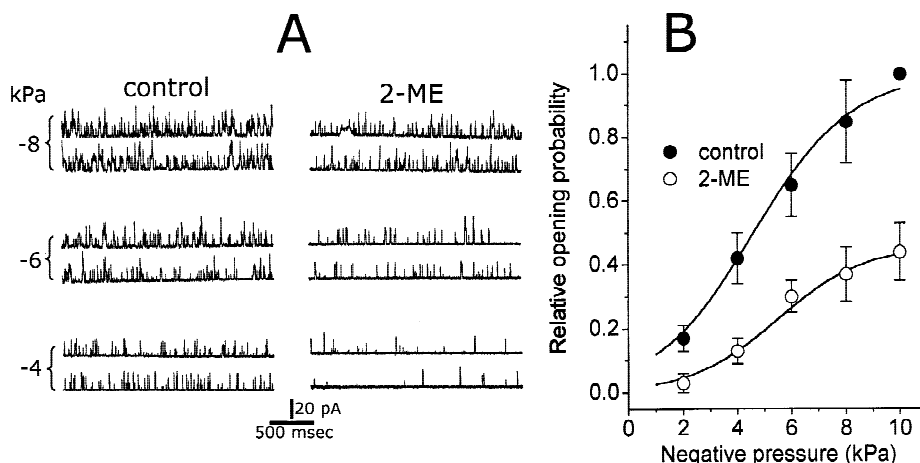 A
control
2-ME
kPa
-8
-6
-4
20 pA
500 msec
B
Relative opening probability
1.0
0.8
0.6
0.4
0.2
0.0
control
2-ME
0 2 4 6 8 10
Negative pressure (kPa)